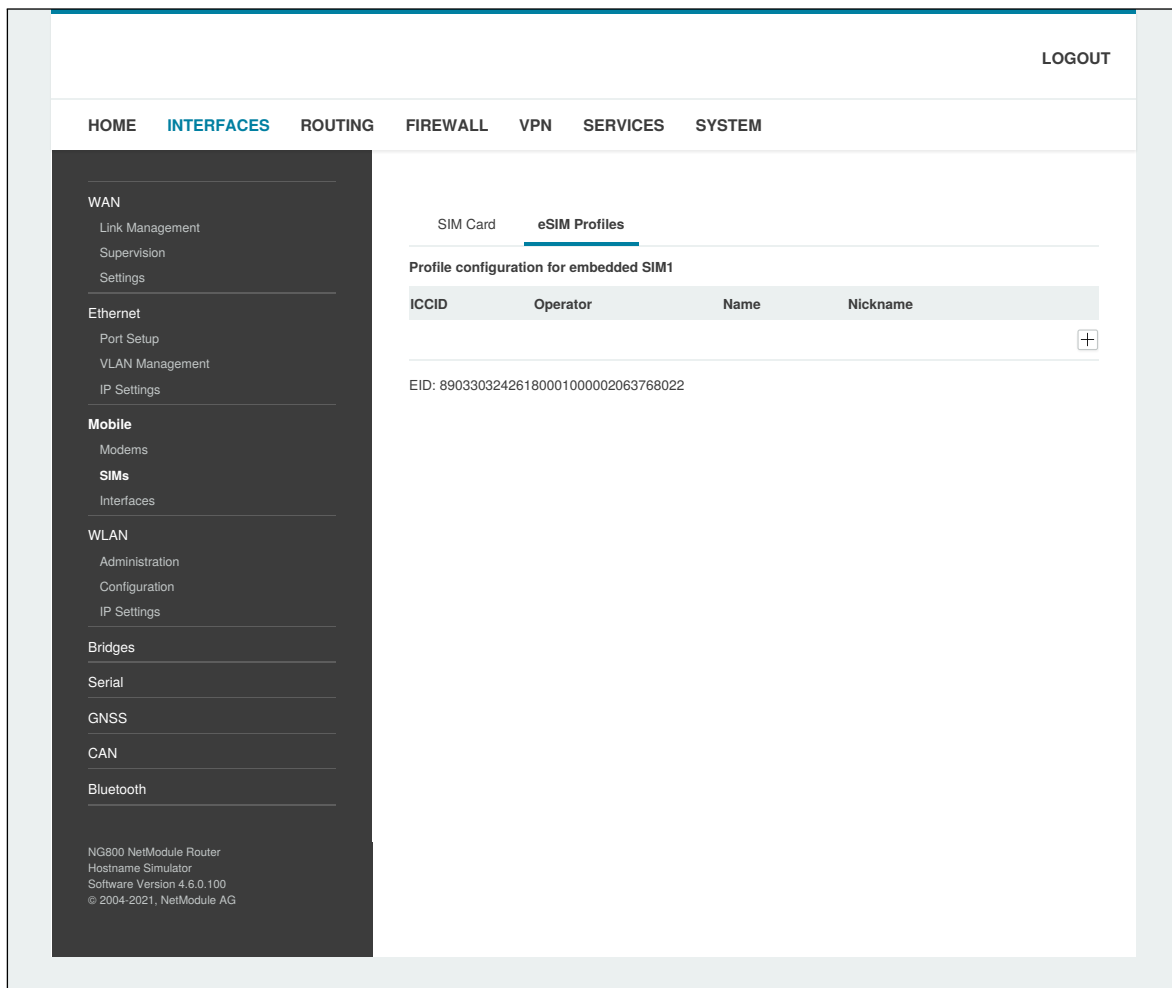 LOGOUT
HOME INTERFACES ROUTING FIREWALL VPN SERVICES SYSTEM
WAN
Link Management
Supervision
Settings
Ethernet
Port Setup
VLAN Management
IP Settings
Mobile
Modems
SIMs
Interfaces
WLAN
Administration
Configuration
IP Settings
Bridges
Serial
GNSS
CAN
Bluetooth
NG800 NetModule Router
Hostname Simulator
Software Version 4.6.0.100
© 2004-2021, NetModule AG
SIM Card eSIM Profiles
Profile configuration for embedded SIM1
ICCID Operator Name Nickname
EID: 89033032426180001000002063768022